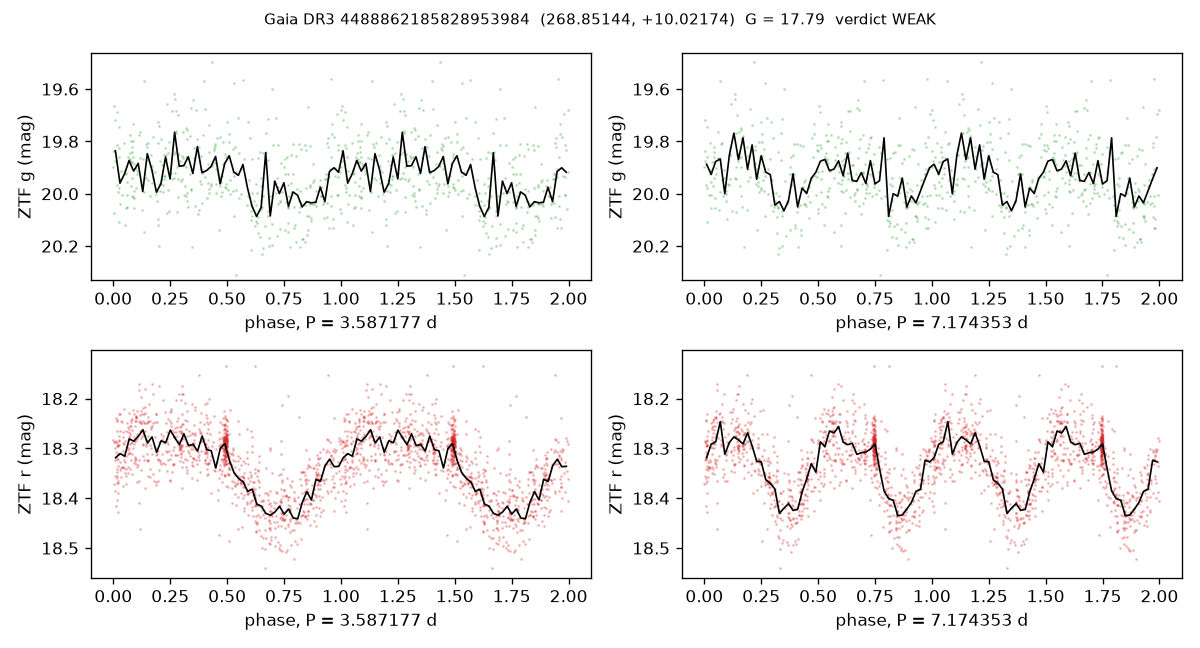 Gaia DR3 4488862185828953984 (268.85144, +10.02174) G = 17.79 verdict WEAK
ZTF g (mag)
19.6
19.8
20.0
20.2
0.00 0.25 0.50 0.75 1.00 1.25 1.50 1.75 2.00
phase, P = 3.587177 d
ZTF g (mag)
19.6
19.8
20.0
20.2
0.00 0.25 0.50 0.75 1.00 1.25 1.50 1.75 2.00
phase, P = 7.174353 d
ZTF r (mag)
18.2
18.3
18.4
18.5
0.00 0.25 0.50 0.75 1.00 1.25 1.50 1.75 2.00
phase, P = 3.587177 d
ZTF r (mag)
18.2
18.3
18.4
18.5
0.00 0.25 0.50 0.75 1.00 1.25 1.50 1.75 2.00
phase, P = 7.174353 d